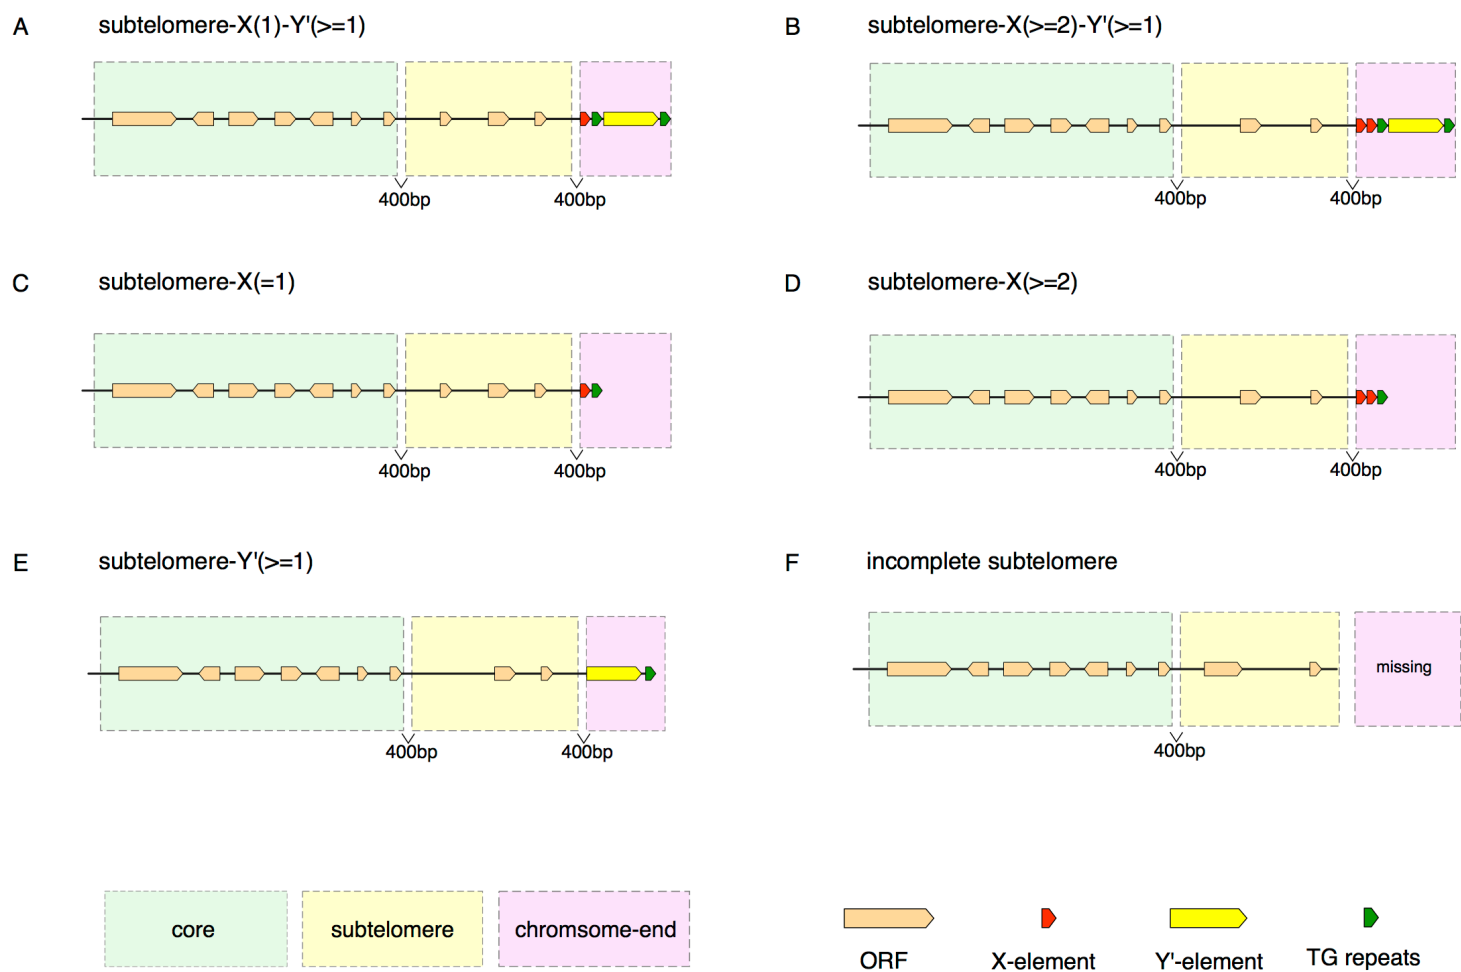 A subtelomere-X(1)-Y'(>=1)
B subtelomere-X(>=2)-Y'(>=1)
400bp 400bp
400bp 400bp
C subtelomere-X(=1)
D subtelomere-X(>=2)
400bp 400bp
400bp 400bp
E subtelomere-Y'(>=1)
F incomplete subtelomere
missing
400bp 400bp
400bp
core
subtelomere
chromsome-end
ORF
X-element
Y'-element
TG repeats